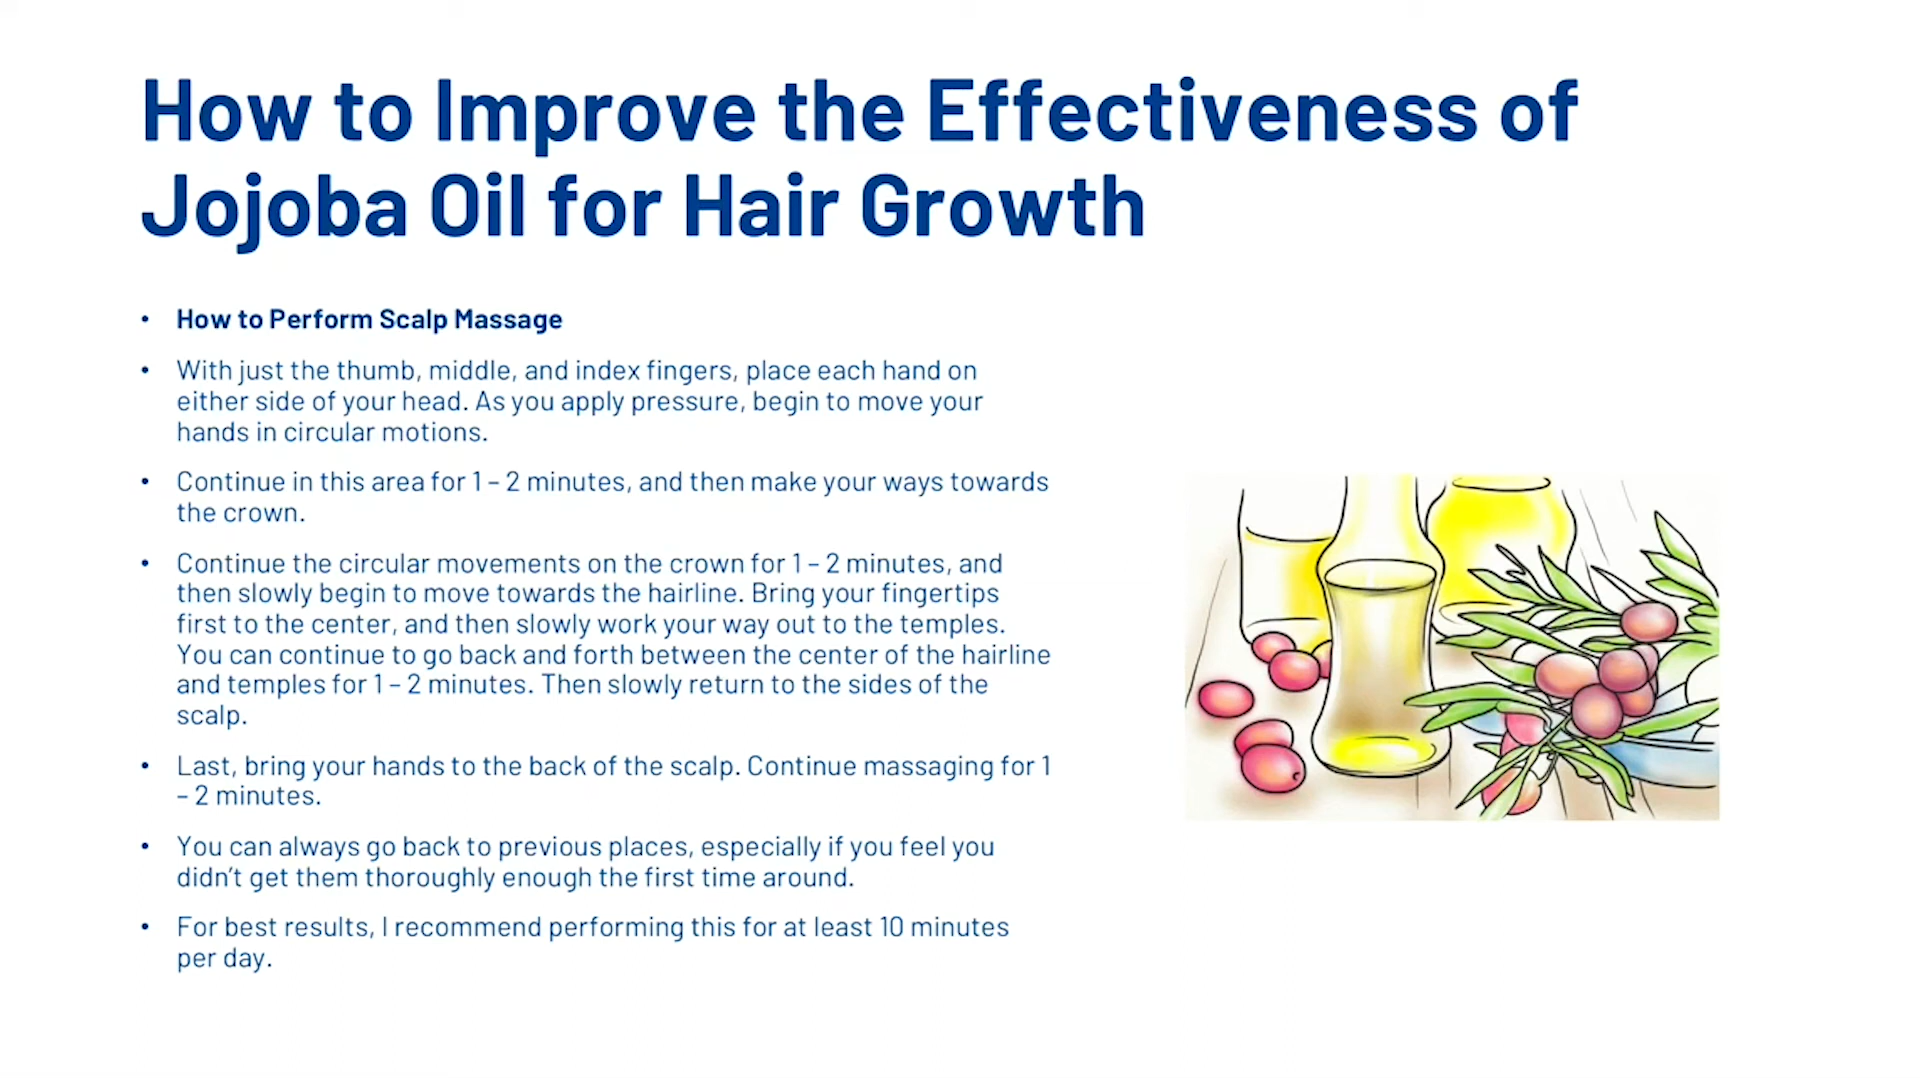 How to Improve the Effectiveness of
Jojoba Oil for Hair Growth
• How to Perform Scalp Massage
• With just the thumb, middle, and index fingers, place each hand on
either side of your head. As you apply pressure, begin to move your
hands in circular motions.
• Continue in this area for 1 – 2 minutes, and then make your ways towards
the crown.
• Continue the circular movements on the crown for 1 – 2 minutes, and
then slowly begin to move towards the hairline. Bring your fingertips
first to the center, and then slowly work your way out to the temples.
You can continue to go back and forth between the center of the hairline
and temples for 1 – 2 minutes. Then slowly return to the sides of the
scalp.
• Last, bring your hands to the back of the scalp. Continue massaging for 1
– 2 minutes.
• You can always go back to previous places, especially if you feel you
didn’t get them thoroughly enough the first time around.
• For best results, I recommend performing this for at least 10 minutes
per day.